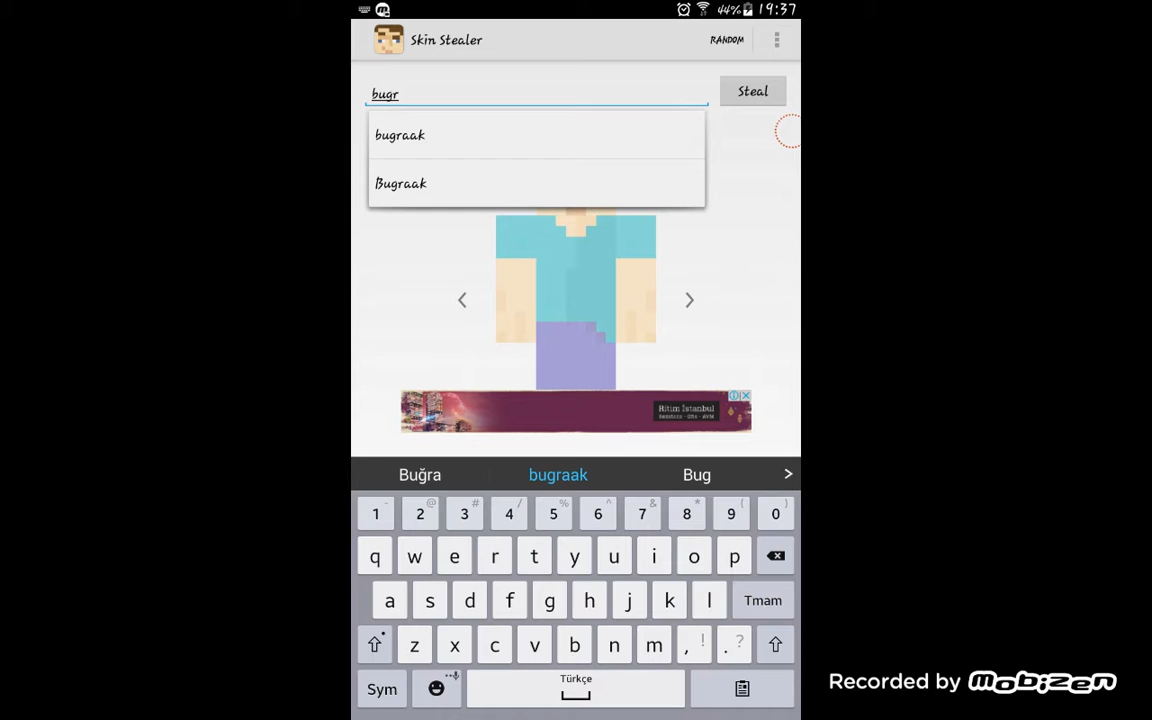 44% 19:37
Skin Stealer
RANDOM
bugr
Steal
bugraak
Bugraak
Ritim İstanbul
Buğra bugraak Bug
1 2 3 4 5 6 7 8 9 0
- @ # / % ^ & * ( )
q w e r t y u i o p
a s d f g h j k l Tmam
z x c v b n m , ! . ?
Sym Türkçe
Recorded by mobizen